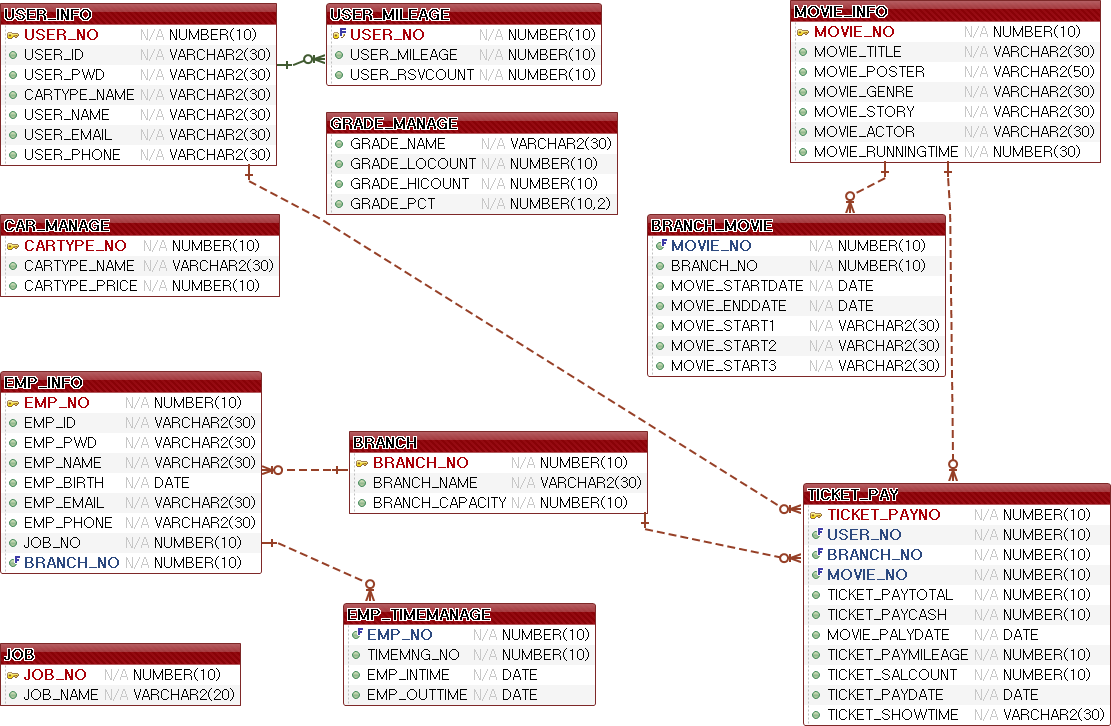 USER_INFO
USER_NO N/A NUMBER(10)
USER_ID N/A VARCHAR2(30)
USER_PWD N/A VARCHAR2(30)
CARTYPE_NAME N/A VARCHAR2(30)
USER_NAME N/A VARCHAR2(30)
USER_EMAIL N/A VARCHAR2(30)
USER_PHONE N/A VARCHAR2(30)
USER_MILEAGE
USER_NO N/A NUMBER(10)
USER_MILEAGE N/A NUMBER(10)
USER_RSVCOUNT N/A NUMBER(10)
GRADE_MANAGE
GRADE_NAME N/A VARCHAR2(30)
GRADE_LOCOUNT N/A NUMBER(10)
GRADE_HICOUNT N/A NUMBER(10)
GRADE_PCT N/A NUMBER(10,2)
MOVIE_INFO
MOVIE_NO N/A NUMBER(10)
MOVIE_TITLE N/A VARCHAR2(30)
MOVIE_POSTER N/A VARCHAR2(50)
MOVIE_GENRE N/A VARCHAR2(30)
MOVIE_STORY N/A VARCHAR2(30)
MOVIE_ACTOR N/A VARCHAR2(30)
MOVIE_RUNNINGTIME N/A NUMBER(30)
CAR_MANAGE
CARTYPE_NO N/A NUMBER(10)
CARTYPE_NAME N/A VARCHAR2(30)
CARTYPE_PRICE N/A NUMBER(10)
BRANCH_MOVIE
MOVIE_NO N/A NUMBER(10)
BRANCH_NO N/A NUMBER(10)
MOVIE_STARTDATE N/A DATE
MOVIE_ENDDATE N/A DATE
MOVIE_START1 N/A VARCHAR2(30)
MOVIE_START2 N/A VARCHAR2(30)
MOVIE_START3 N/A VARCHAR2(30)
EMP_INFO
EMP_NO N/A NUMBER(10)
EMP_ID N/A VARCHAR2(30)
EMP_PWD N/A VARCHAR2(30)
EMP_NAME N/A VARCHAR2(30)
EMP_BIRTH N/A DATE
EMP_EMAIL N/A VARCHAR2(30)
EMP_PHONE N/A VARCHAR2(30)
JOB_NO N/A NUMBER(10)
BRANCH_NO N/A NUMBER(10)
BRANCH
BRANCH_NO N/A NUMBER(10)
BRANCH_NAME N/A VARCHAR2(30)
BRANCH_CAPACITY N/A NUMBER(10)
TICKET_PAY
TICKET_PAYNO N/A NUMBER(10)
USER_NO N/A NUMBER(10)
BRANCH_NO N/A NUMBER(10)
MOVIE_NO N/A NUMBER(10)
TICKET_PAYTOTAL N/A NUMBER(10)
TICKET_PAYCASH N/A NUMBER(10)
MOVIE_PALYDATE N/A DATE
TICKET_PAYMILEAGE N/A NUMBER(10)
TICKET_SALCOUNT N/A NUMBER(10)
TICKET_PAYDATE N/A DATE
TICKET_SHOWTIME N/A VARCHAR2(30)
EMP_TIMEMANAGE
EMP_NO N/A NUMBER(10)
TIMEMNG_NO N/A NUMBER(10)
EMP_INTIME N/A DATE
EMP_OUTTIME N/A DATE
JOB
JOB_NO N/A NUMBER(10)
JOB_NAME N/A VARCHAR2(20)